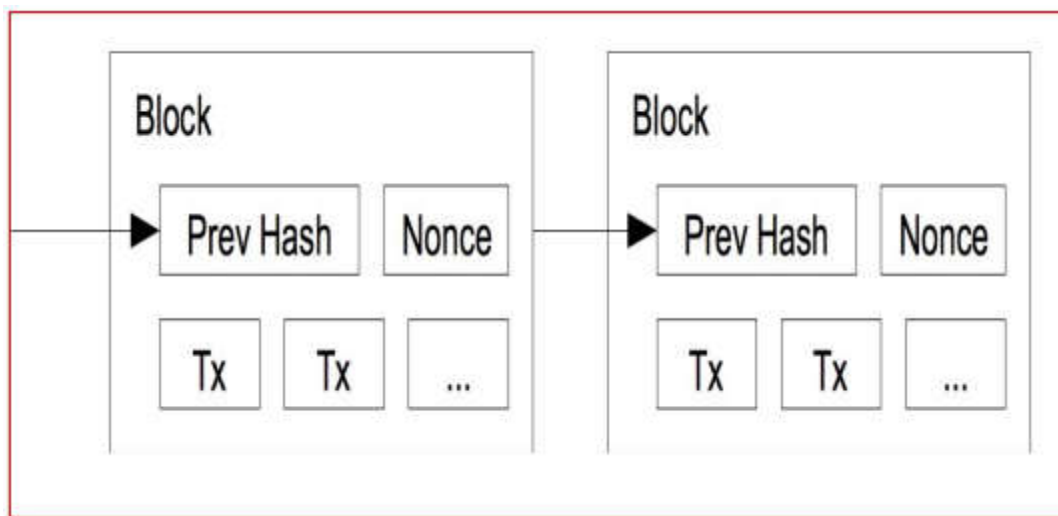 Block Block
Prev Hash Nonce Prev Hash Nonce
Tx Tx ... Tx Tx ...